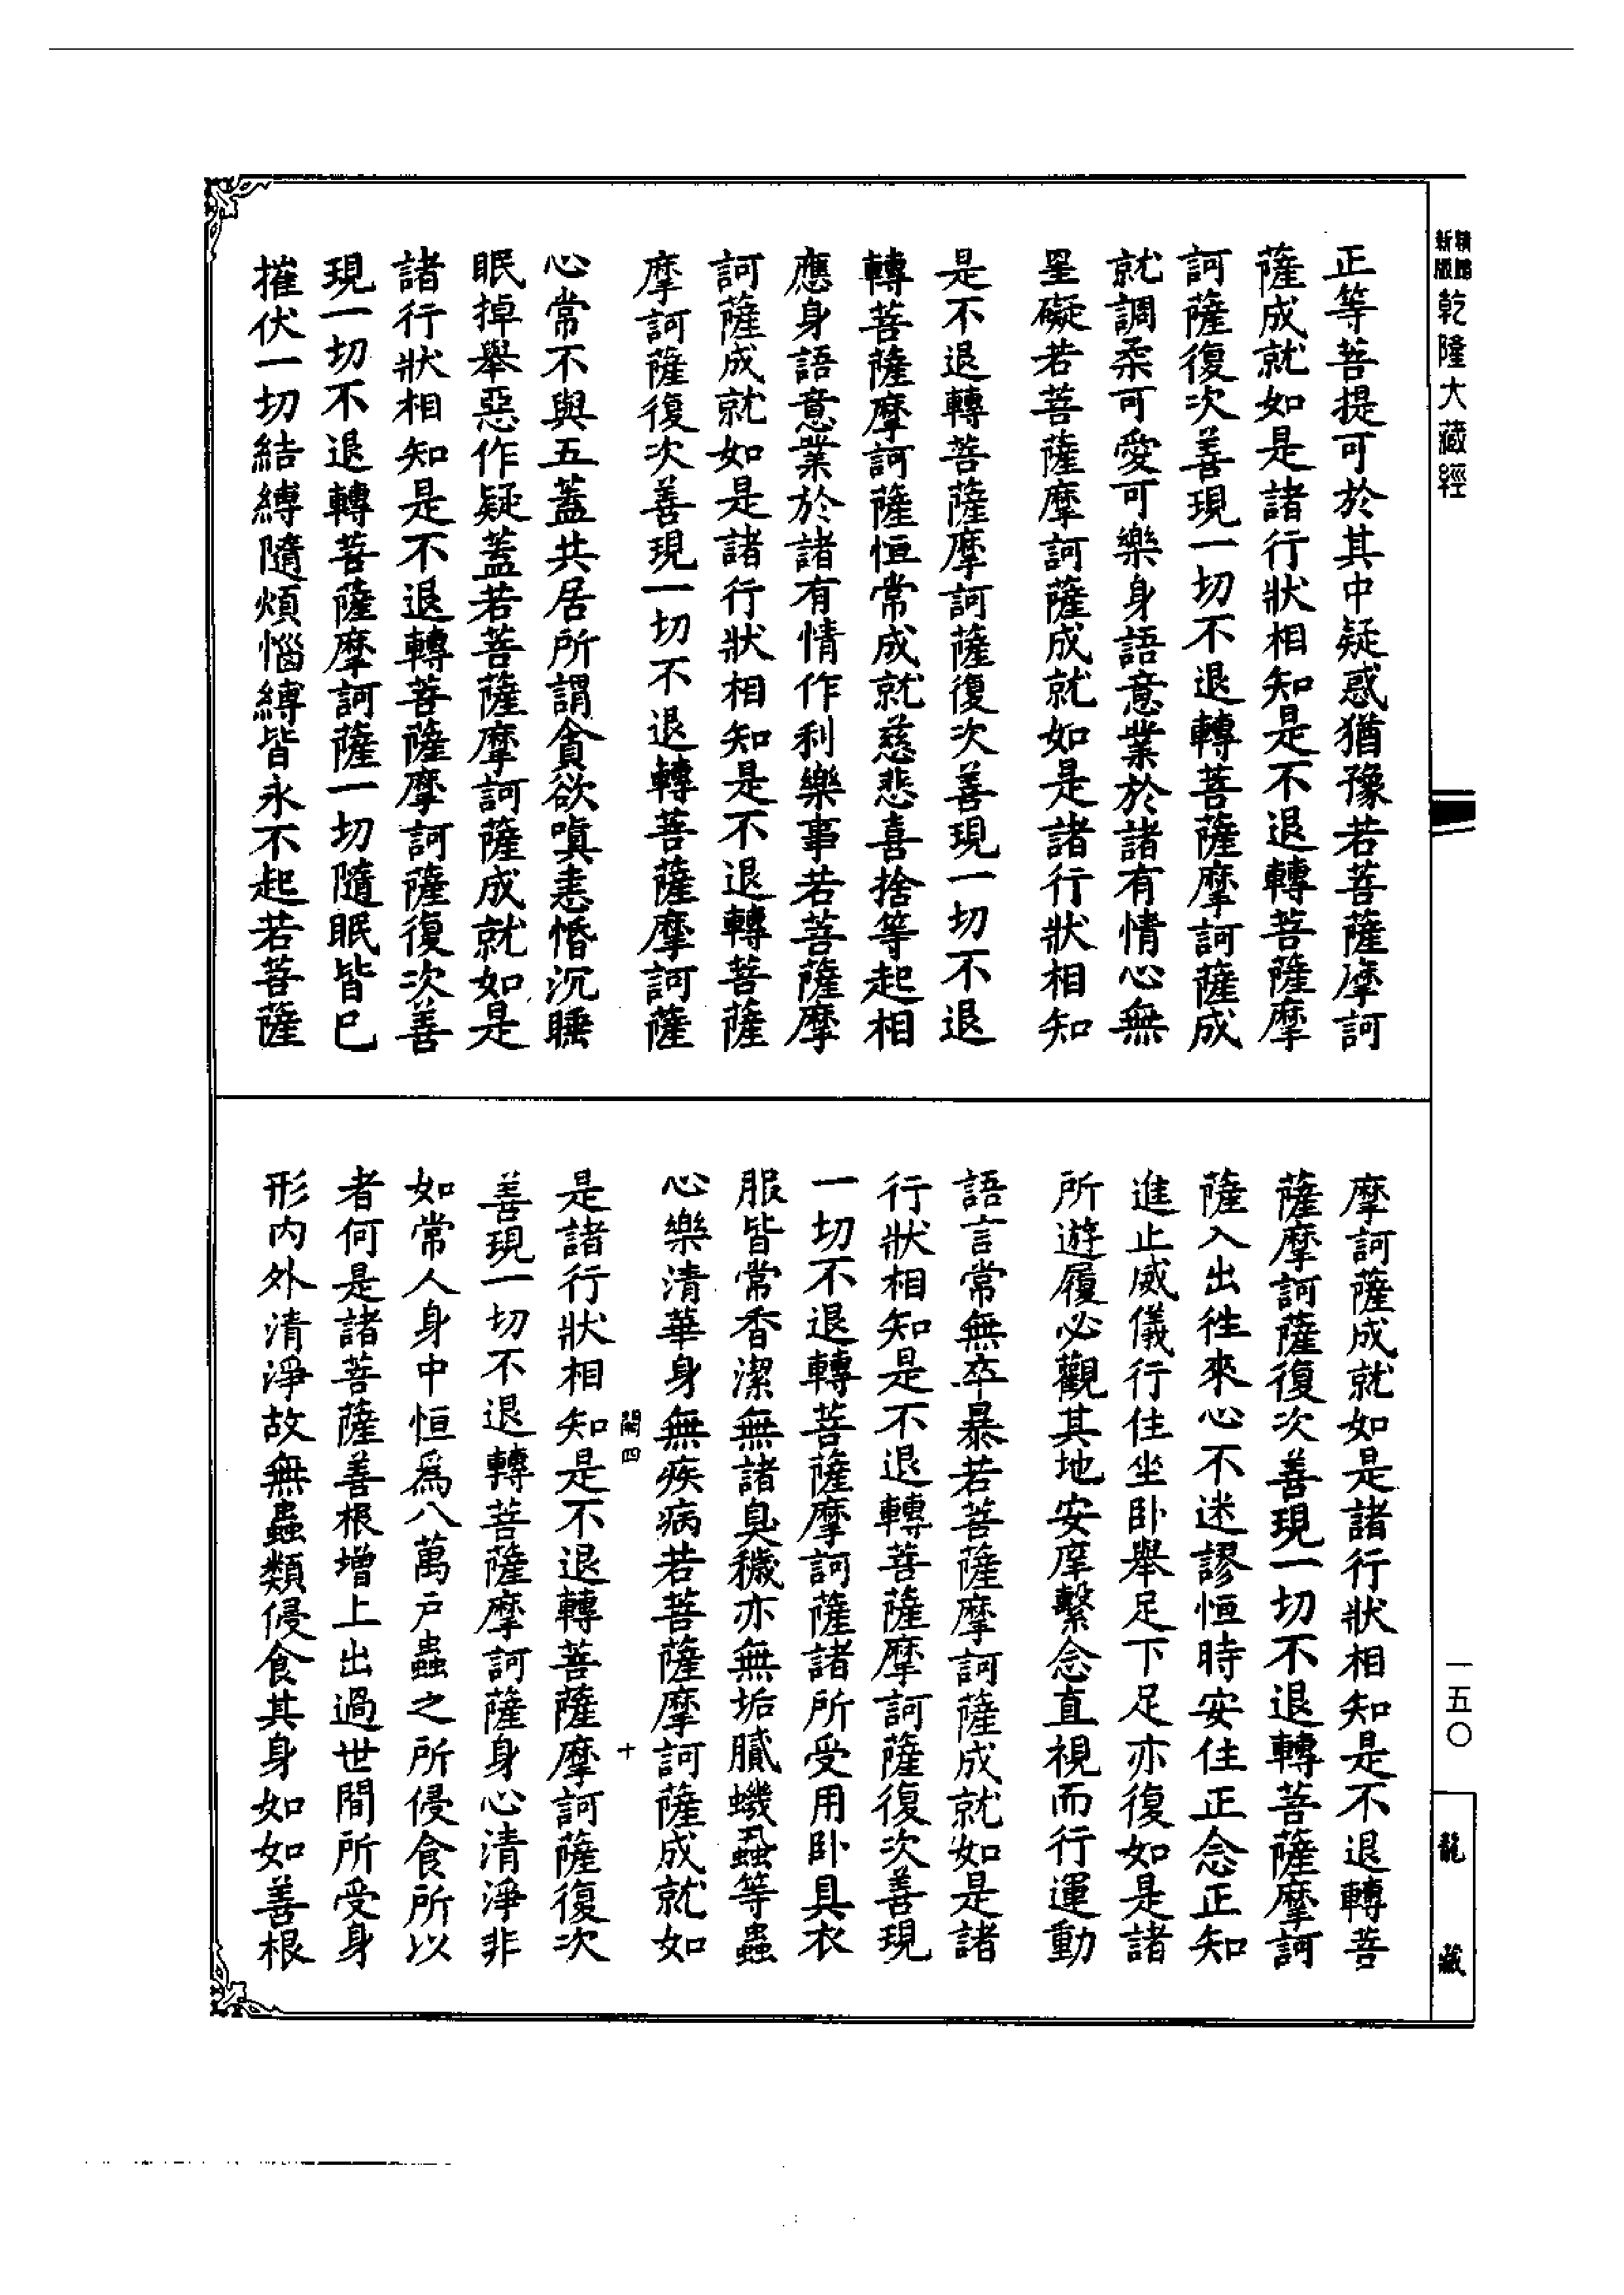 新版
乾隆大藏經
正等菩提可於其中疑惑猶豫若菩薩摩訶
薩成就如是諸行狀相知是不退轉菩薩摩
訶薩復次善現一切不退轉菩薩摩訶薩成
就調柔可愛可樂身語意業於諸有情心無
罣礙若菩薩摩訶薩成就如是諸行狀相知
是不退轉菩薩摩訶薩復次善現一切不退
轉菩薩摩訶薩恒常成就慈悲喜捨等起相
應身語意業於諸有情作利樂事若菩薩摩
訶薩成就如是諸行狀相知是不退轉菩薩
摩訶薩復次善現一切不退轉菩薩摩訶薩
心常不與五蓋共居所謂貪欲嗔恚惛沉睡
眠掉舉惡作疑蓋若菩薩摩訶薩成就如是
諸行狀相知是不退轉菩薩摩訶薩復次善
現一切不退轉菩薩摩訶薩一切隨眠皆已
摧伏一切結縛隨煩惱縛皆永不起若菩薩
摩訶薩成就如是諸行狀相知是不退轉菩
薩摩訶薩復次善現一切不退轉菩薩摩訶
薩入出往來心不迷謬恒時安住正念正知
進止威儀行住坐卧舉足下足亦復如是諸
所遊履必觀其地安庠繫念直視而行運動
語言常無卒暴若菩薩摩訶薩成就如是諸
行狀相知是不退轉菩薩摩訶薩復次善現
一切不退轉菩薩摩訶薩諸所受用卧具衣
服皆常香潔無諸臭穢亦無垢膩蟣蝨等蟲
心樂清華身無疾病若菩薩摩訶薩成就如
闕四 十
是諸行狀相知是不退轉菩薩摩訶薩復次
善現一切不退轉菩薩摩訶薩身心清淨非
如常人身中恒爲八萬户蟲之所侵食所以
者何是諸菩薩善根增上出過世間所受身
形内外清淨故無蟲類侵食其身如如善根
一五〇
龍藏